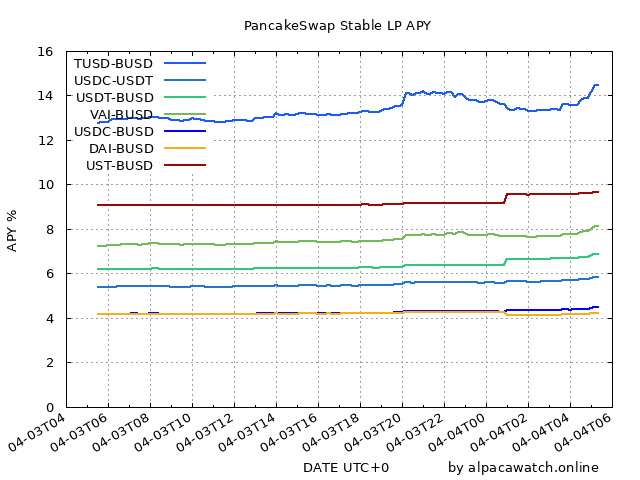 PancakeSwap Stable LP APY
16
14
12
10
8
6
4
2
0
APY %
TUSD-BUSD
USDC-USDT
USDT-BUSD
VAI-BUSD
USDC-BUSD
DAI-BUSD
UST-BUSD
04-03T04
04-03T06
04-03T08
04-03T10
04-03T12
04-03T14
04-03T16
04-03T18
04-03T20
04-03T22
04-04T00
04-04T02
04-04T04
04-04T06
DATE UTC+0
by alpacawatch.online